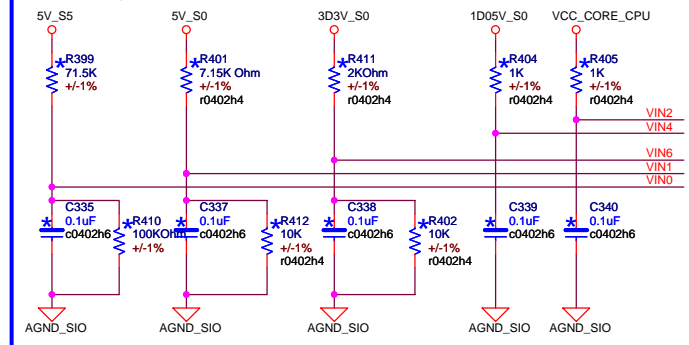 5V_S5 5V_S0 3D3V_S0 1D05V_S0 VCC_CORE_CPU
*R399 *R401 *R411 *R404 *R405
71.5K 7.15K Ohm 2KOhm 1K 1K
+/-1% +/-1% +/-1% +/-1% +/-1%
r0402h4 r0402h4 r0402h4 r0402h4
VIN2
VIN4
VIN6
VIN1
VIN0
C335 C337 C338 C339 C340
* 0.1uF *R410 * 0.1uF *R412 * 0.1uF *R402 * 0.1uF * 0.1uF
c0402h6 100KOhm c0402h6 10K c0402h6 10K c0402h6 c0402h6
+/-1% +/-1% +/-1%
r0402h4 r0402h4
AGND_SIO AGND_SIO AGND_SIO AGND_SIO AGND_SIO